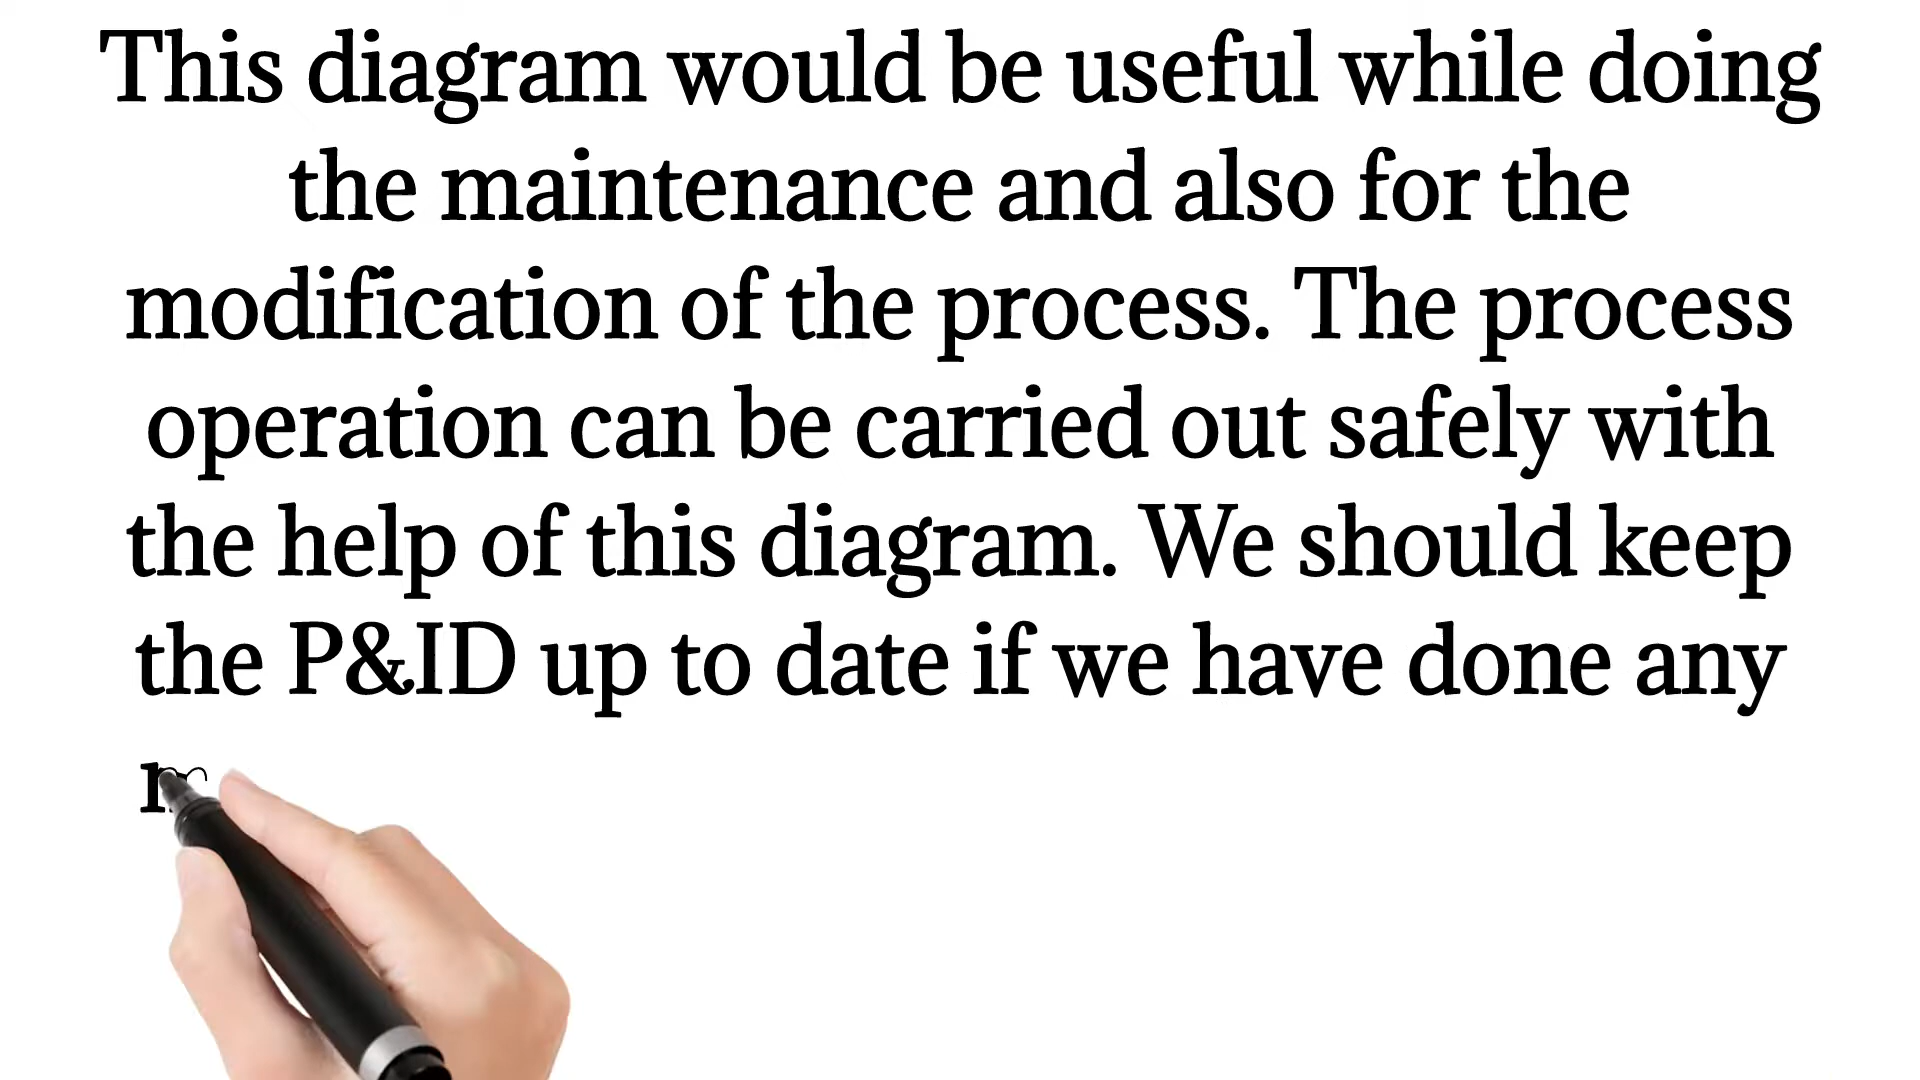 This diagram would be useful while doing
the maintenance and also for the
modification of the process. The process
operation can be carried out safely with
the help of this diagram. We should keep
the P&ID up to date if we have done any